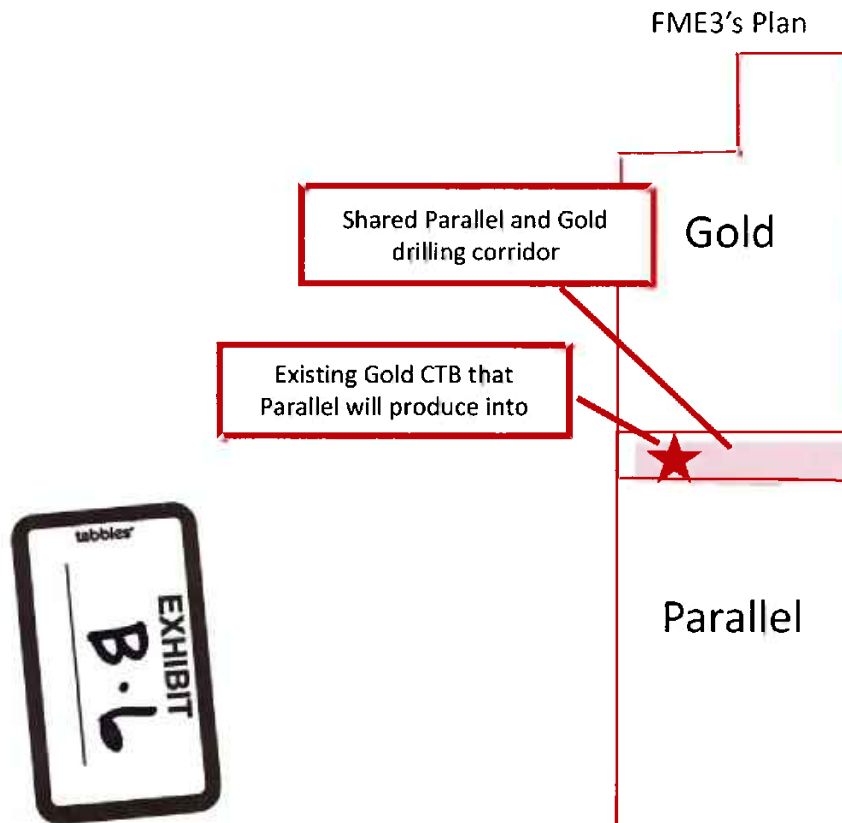 FME3's Plan
Shared Parallel and Gold
drilling corridor
Gold
Existing Gold CTB that
Parallel will produce into
Parallel
tabbies®
EXHIBIT
B.6